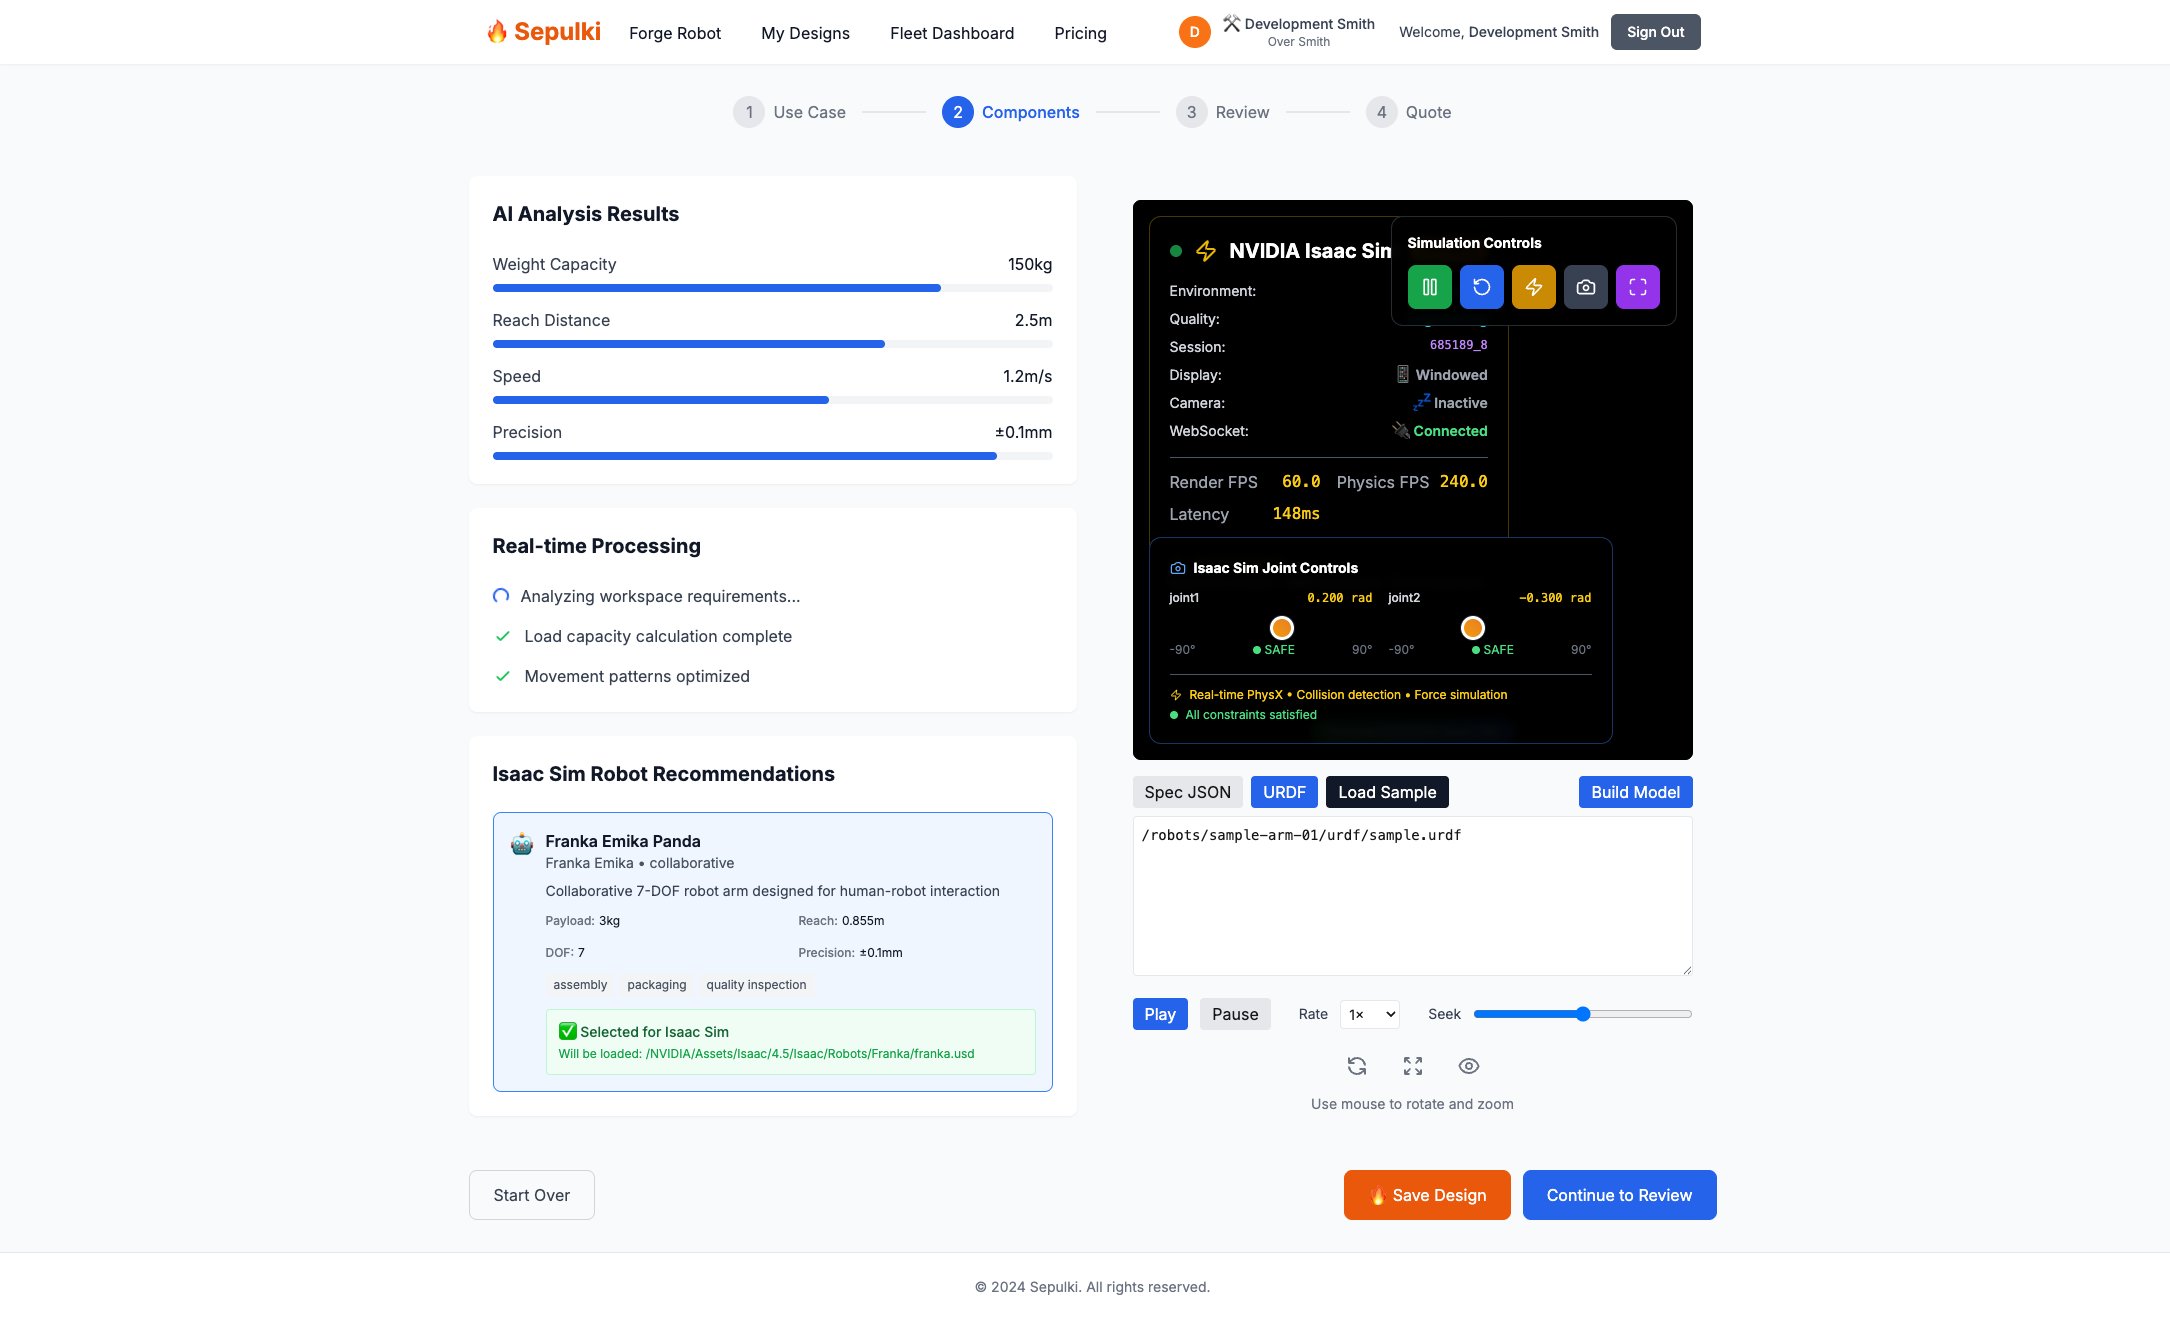 Sepulki
Forge Robot
My Designs
Fleet Dashboard
Pricing
D
Development Smith
Over Smith
Welcome, Development Smith
Sign Out
1 Use Case
2 Components
3 Review
4 Quote
AI Analysis Results
Weight Capacity 150kg
Reach Distance 2.5m
Speed 1.2m/s
Precision ±0.1mm
Real-time Processing
Analyzing workspace requirements...
Load capacity calculation complete
Movement patterns optimized
Isaac Sim Robot Recommendations
Franka Emika Panda
Franka Emika • collaborative
Collaborative 7-DOF robot arm designed for human-robot interaction
Payload: 3kg Reach: 0.855m
DOF: 7 Precision: ±0.1mm
assembly packaging quality inspection
✅ Selected for Isaac Sim
Will be loaded: /NVIDIA/Assets/Isaac/4.5/Isaac/Robots/Franka/franka.usd
NVIDIA Isaac Sim
Simulation Controls
Environment:
Quality:
Session: 685189_8
Display: Windowed
Camera: Inactive
WebSocket: Connected
Render FPS 60.0 Physics FPS 240.0
Latency 148ms
Isaac Sim Joint Controls
joint1 0.200 rad joint2 -0.300 rad
-90° SAFE 90° -90° SAFE 90°
Real-time PhysX • Collision detection • Force simulation
All constraints satisfied
Spec JSON URDF Load Sample Build Model
/robots/sample-arm-01/urdf/sample.urdf
Play Pause Rate 1× Seek
Use mouse to rotate and zoom
Start Over
Save Design
Continue to Review
© 2024 Sepulki. All rights reserved.